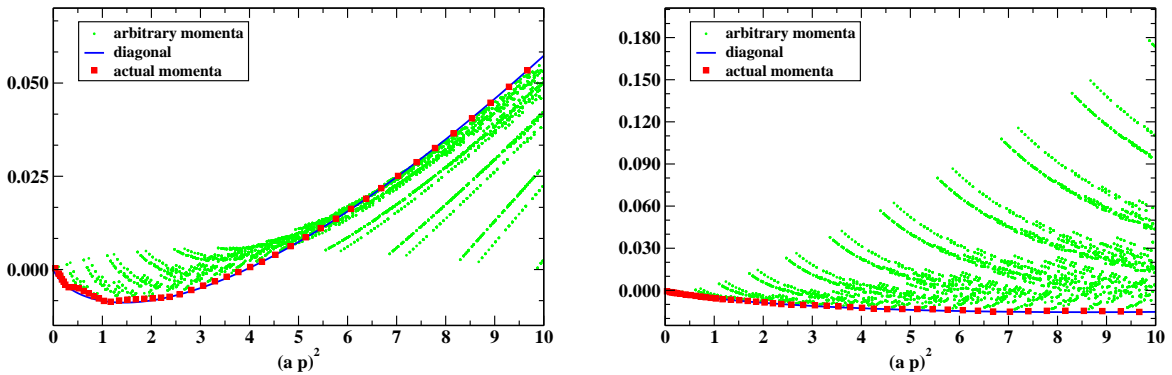 arbitrary momenta
diagonal
actual momenta
0.050
0.025
0.000
0 1 2 3 4 5 6 7 8 9 10
(a p)²
arbitrary momenta
diagonal
actual momenta
0.180
0.150
0.120
0.090
0.060
0.030
0.000
0 1 2 3 4 5 6 7 8 9 10
(a p)²